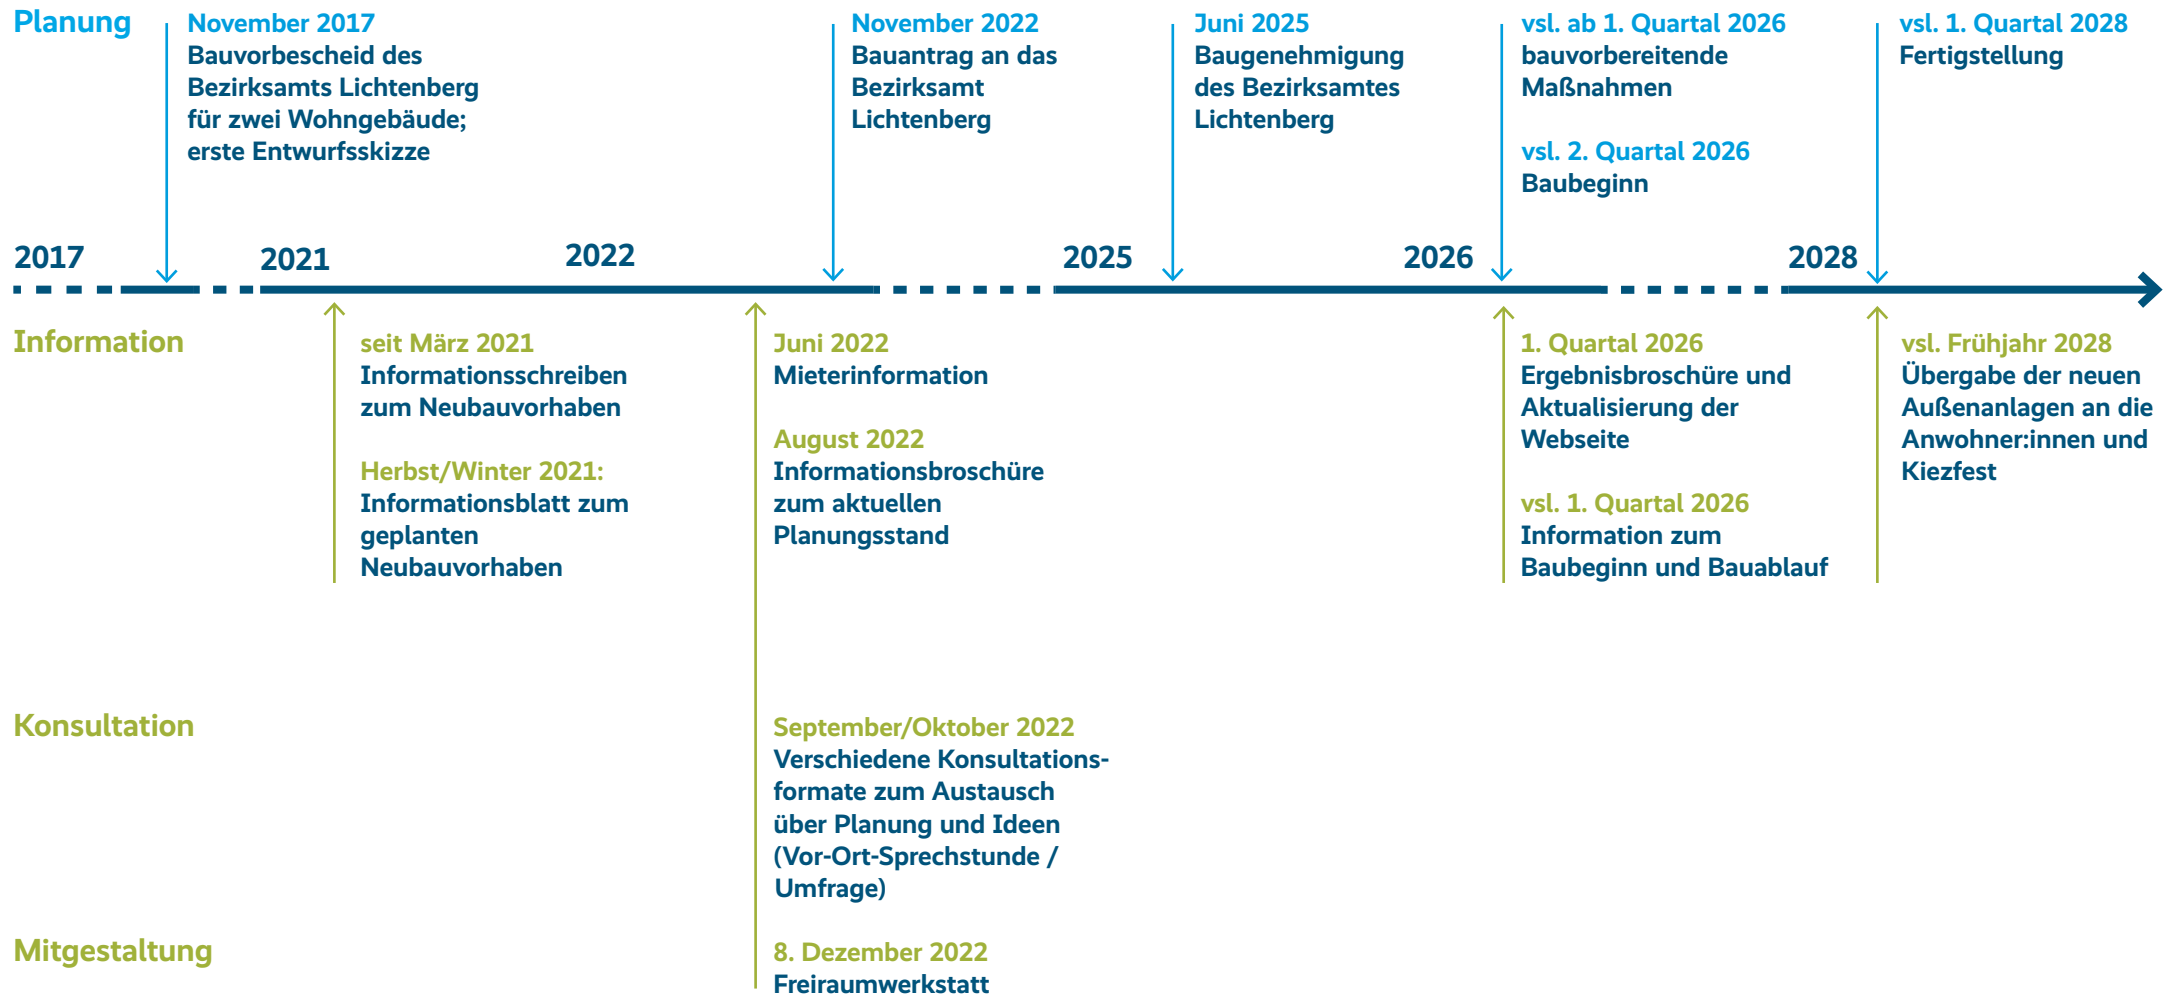 Planung
November 2017
Bauvorbescheid des
Bezirksamts Lichtenberg
für zwei Wohngebäude;
erste Entwurfsskizze
November 2022
Bauantrag an das
Bezirksamt
Lichtenberg
Juni 2025
Baugenehmigung
des Bezirksamtes
Lichtenberg
vsl. ab 1. Quartal 2026
bauvorbereitende
Maßnahmen
vsl. 2. Quartal 2026
Baubeginn
vsl. 1. Quartal 2028
Fertigstellung
2017
2021
2022
2025
2026
2028
Information
seit März 2021
Informationsschreiben
zum Neubauvorhaben
Herbst/Winter 2021:
Informationsblatt zum
geplanten
Neubauvorhaben
Juni 2022
Mieterinformation
August 2022
Informationsbroschüre
zum aktuellen
Planungsstand
1. Quartal 2026
Ergebnisbroschüre und
Aktualisierung der
Webseite
vsl. 1. Quartal 2026
Information zum
Baubeginn und Bauablauf
vsl. Frühjahr 2028
Übergabe der neuen
Außenanlagen an die
Anwohner:innen und
Kiezfest
Konsultation
September/Oktober 2022
Verschiedene Konsultations-
formate zum Austausch
über Planung und Ideen
(Vor-Ort-Sprechstunde /
Umfrage)
Mitgestaltung
8. Dezember 2022
Freiraumwerkstatt